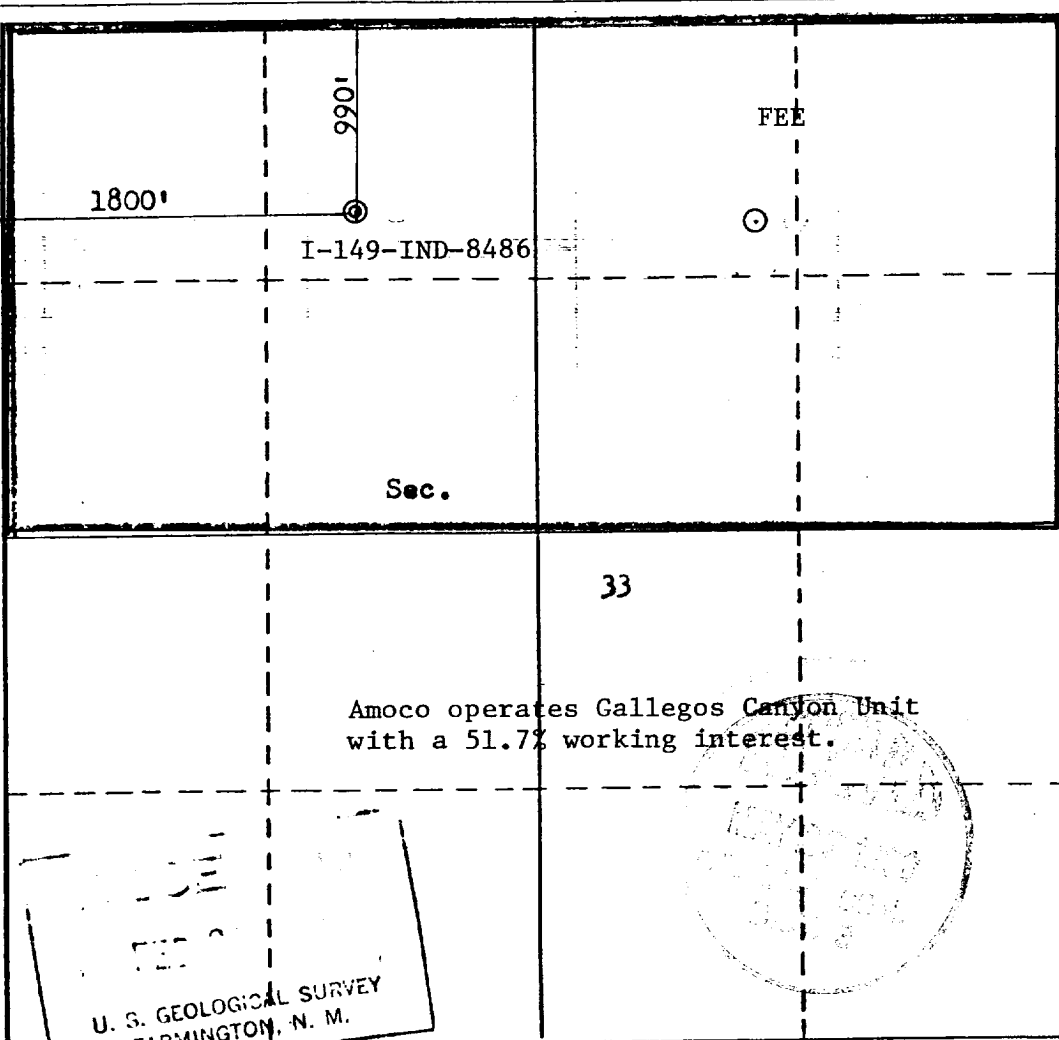 990'
FEE
1800'
I-149-IND-8486
Sec.
33
Amoco operates Gallegos Canyon Unit
with a 51.7% working interest.
U. S. GEOLOGICAL SURVEY
FARMINGTON, N. M.